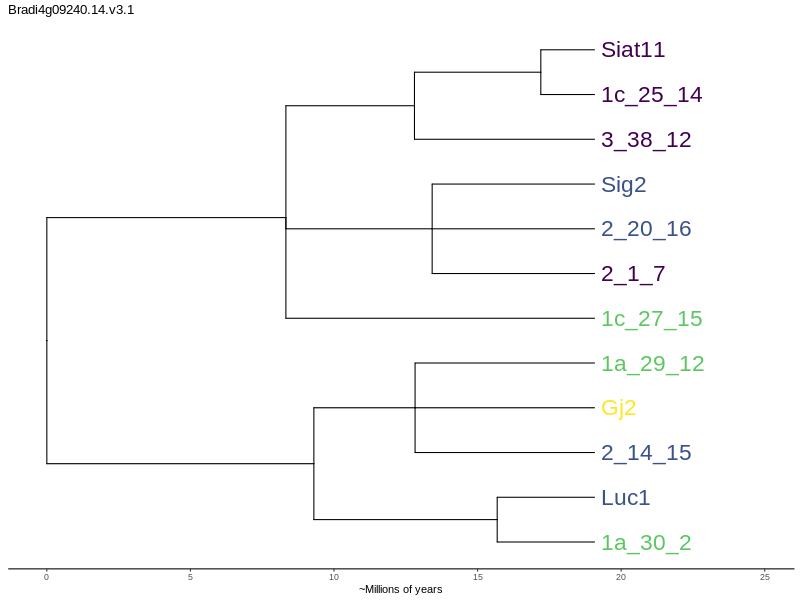 Bradi4g09240.14.v3.1
Siat11
1c_25_14
3_38_12
Sig2
2_20_16
2_1_7
1c_27_15
1a_29_12
Gj2
2_14_15
Luc1
1a_30_2
0 5 10 15 20 25
~Millions of years